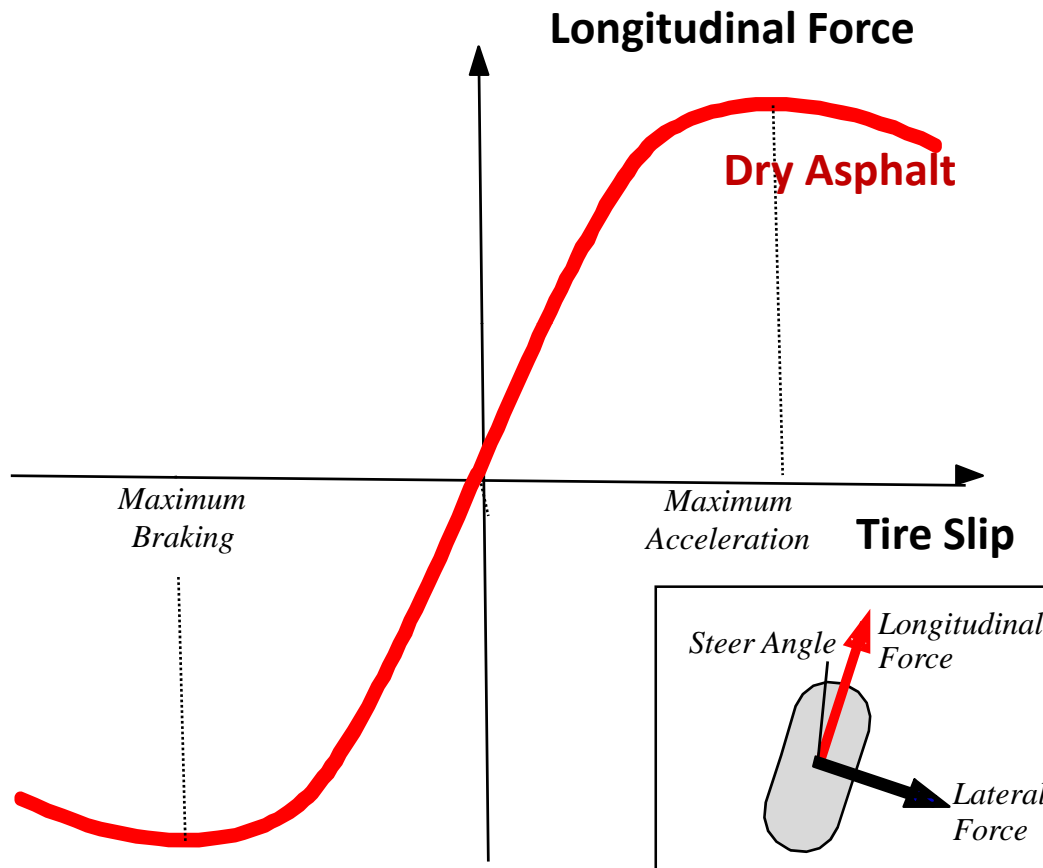 Longitudinal Force
Dry Asphalt
Maximum
Braking
Maximum
Acceleration
Tire Slip
Steer Angle
Longitudinal
Force
Lateral
Force